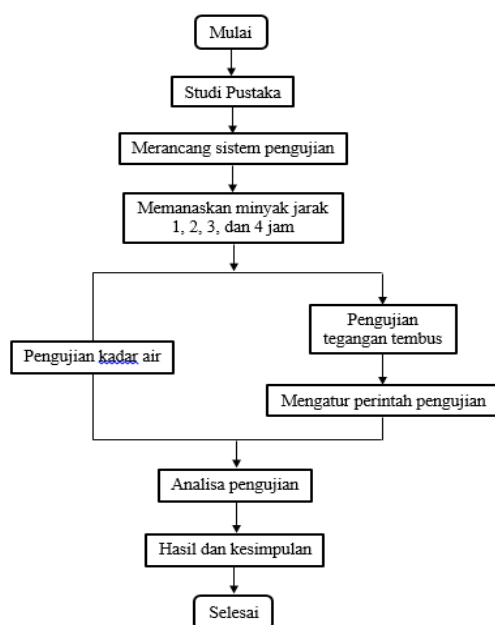 Mulai
Studi Pustaka
Merancang sistem pengujian
Memanaskan minyak jarak
1, 2, 3, dan 4 jam
Pengujian kadar air
Pengujian
tegangan tembus
Mengatur perintah pengujian
Analisa pengujian
Hasil dan kesimpulan
Selesai